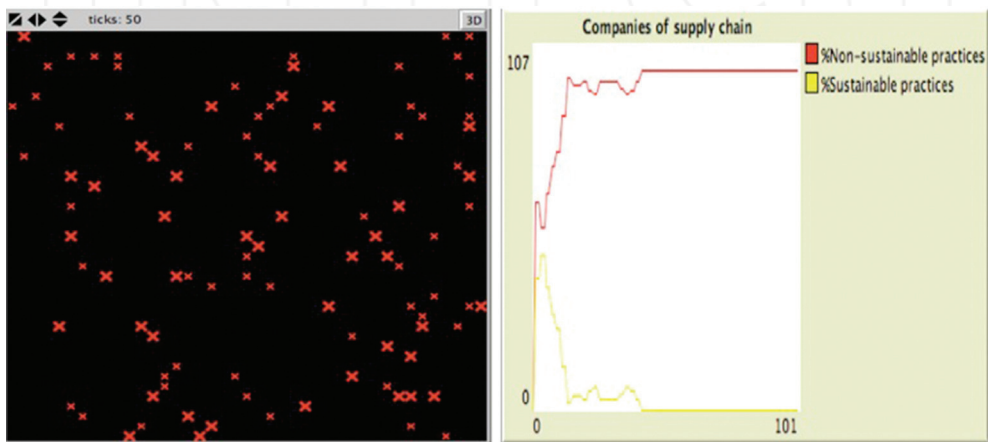 ticks: 50
3D
Companies of supply chain
107
0
0
101
%Non-sustainable practices
%Sustainable practices